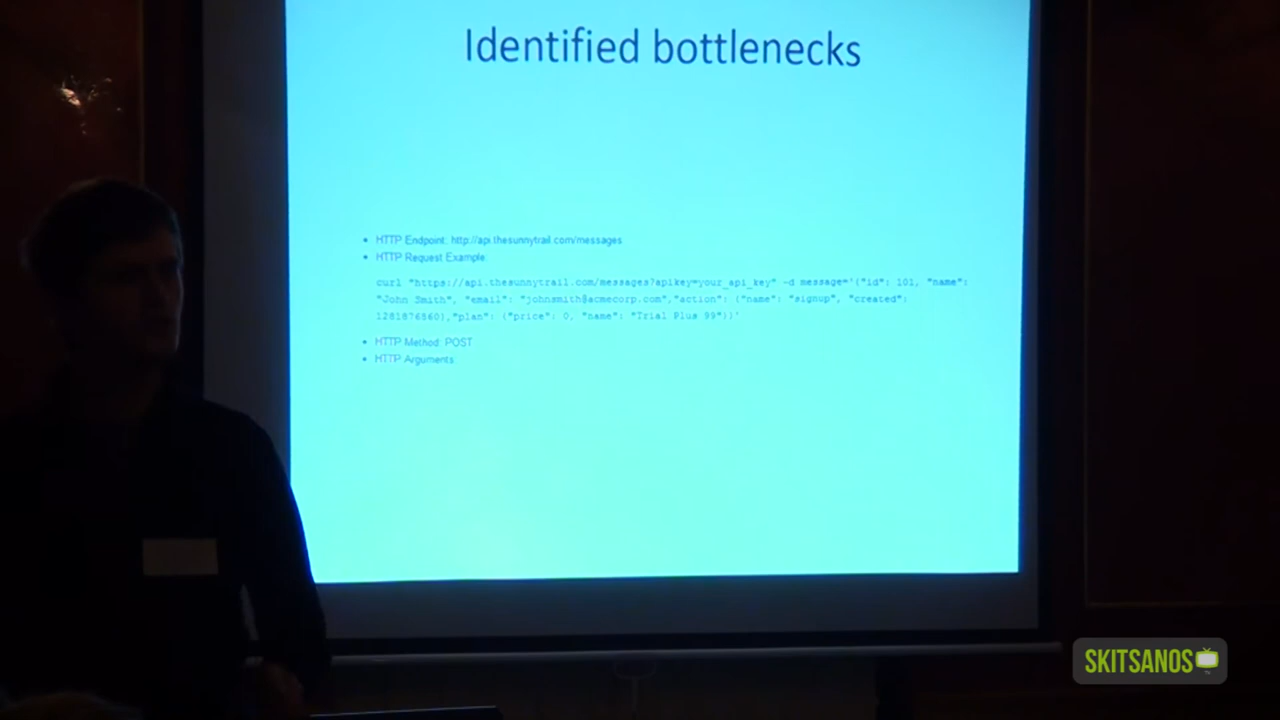 Identified bottlenecks
• HTTP Endpoint: http://api.thesunnytrail.com/messages
• HTTP Request Example:
curl "https://api.thesunnytrail.com/messages?apikey=your_api_key" -d message='{"id": 101, "name":
"John Smith", "email": "johnsmith@acmecorp.com","action": {"name": "signup", "created":
1281876560},"plan": {"price": 0, "name": "Trial Plus 99"}}'
• HTTP Method: POST
• HTTP Arguments:
SKITSANOS
TV